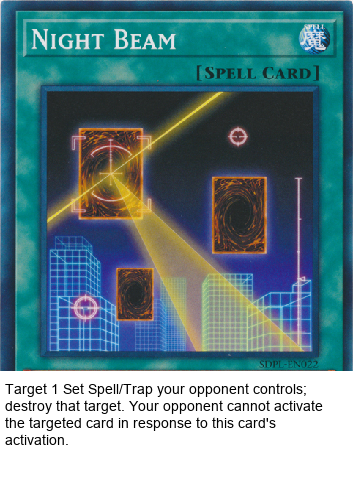 NIGHT BEAM
SPELL
[SPELL CARD]
SDPL-EN022
Target 1 Set Spell/Trap your opponent controls;
destroy that target. Your opponent cannot activate
the targeted card in response to this card's
activation.